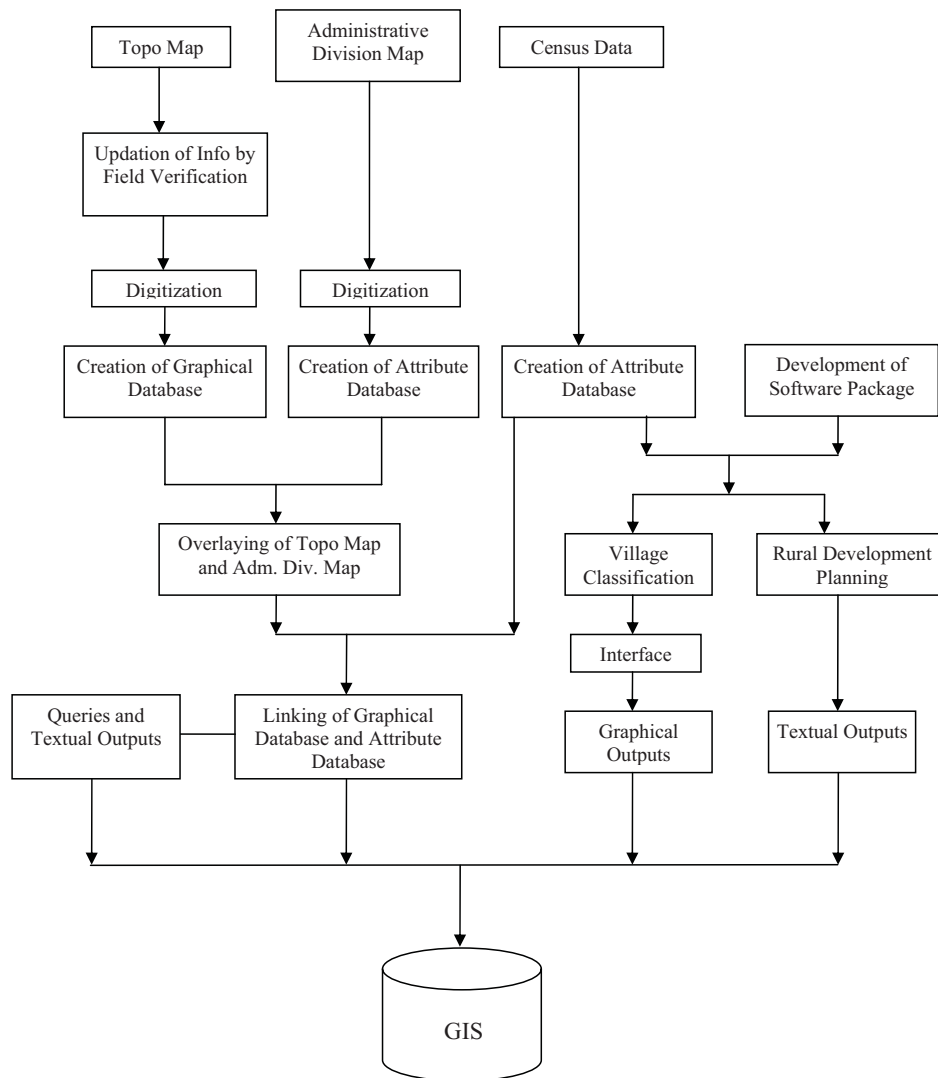 Topo Map
Administrative
Division Map
Census Data
Updation of Info by
Field Verification
Digitization
Digitization
Creation of Graphical
Database
Creation of Attribute
Database
Creation of Attribute
Database
Development of
Software Package
Overlaying of Topo Map
and Adm. Div. Map
Village
Classification
Rural Development
Planning
Interface
Queries and
Textual Outputs
Linking of Graphical
Database and Attribute
Database
Graphical
Outputs
Textual Outputs
GIS